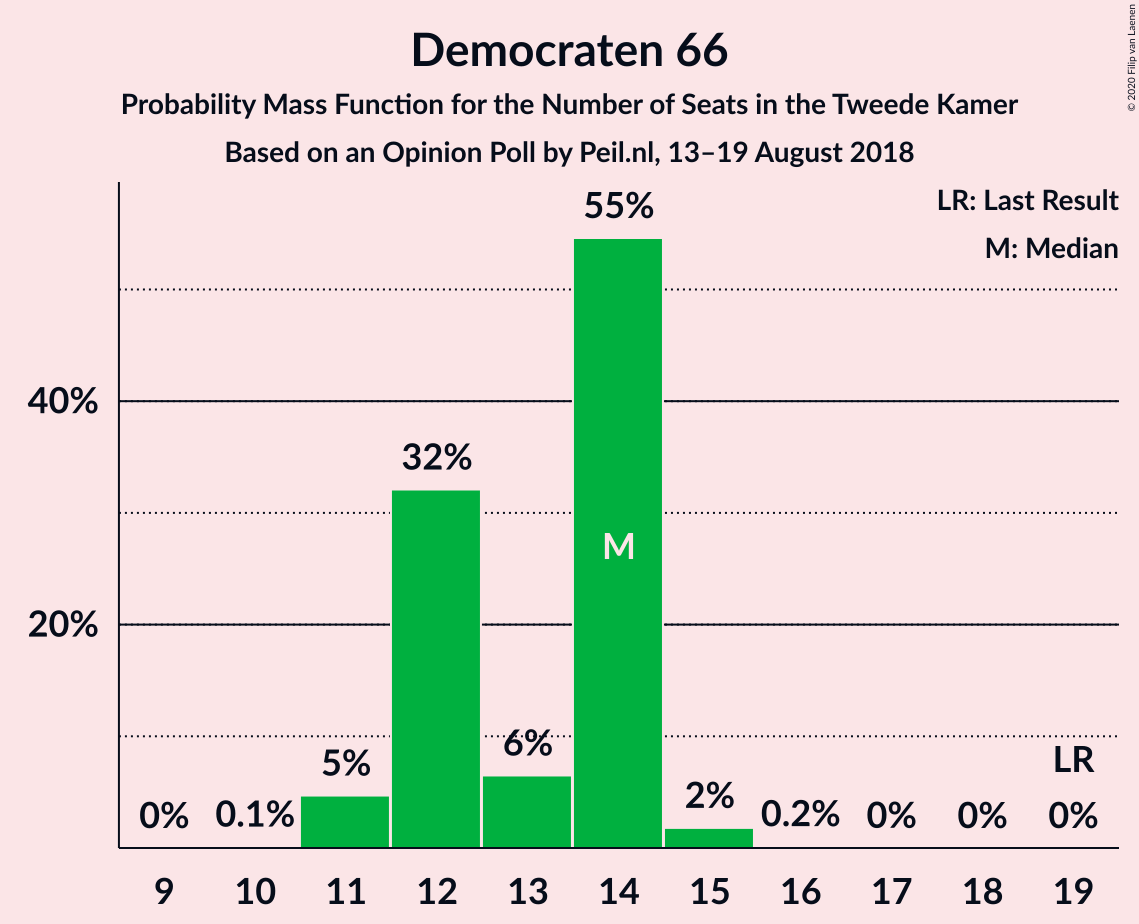 Democraten 66
Probability Mass Function for the Number of Seats in the Tweede Kamer
Based on an Opinion Poll by Peil.nl, 13–19 August 2018
© 2020 Filip van Laenen
LR: Last Result
M: Median
55%
40%
32%
M
20%
6%
5%
LR
2%
0% 0.1% 0.2% 0% 0% 0%
9 10 11 12 13 14 15 16 17 18 19